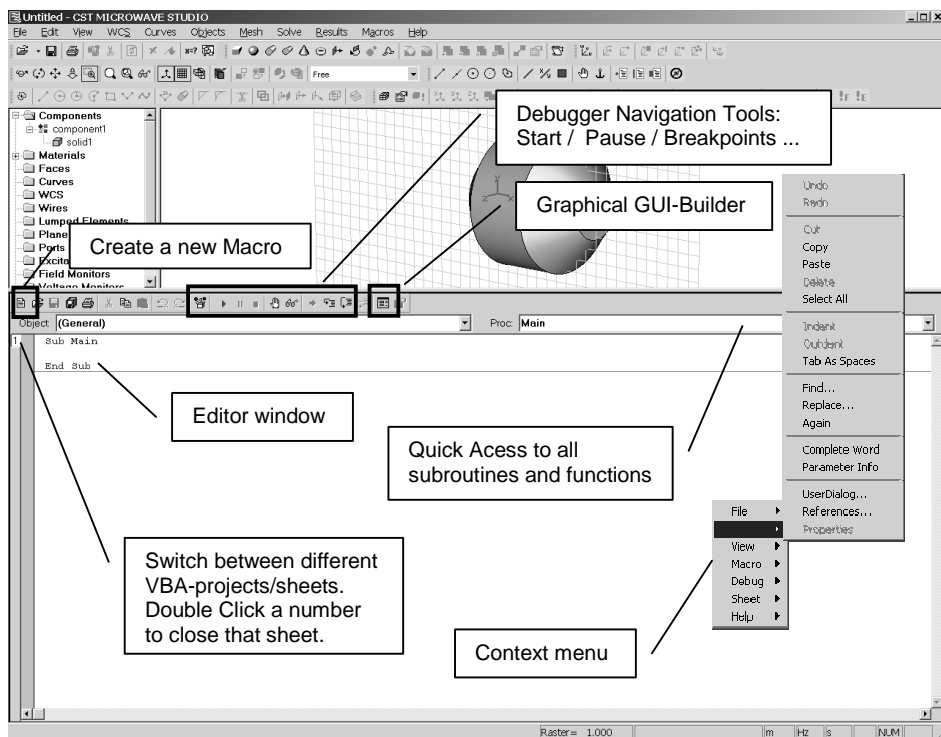 Untitled - CST MICROWAVE STUDIO
File Edit View WCS Curves Objects Mesh Solve Results Macros Help
Free
Components
component1
solid1
Materials
Faces
Curves
WCS
Wires
Lumped Elements
Plane
Ports
Excita
Field Monitors
Voltage Monitors
Debugger Navigation Tools:
Start / Pause / Breakpoints ...
Graphical GUI-Builder
Create a new Macro
Object: (General)
Proc: Main
1
Sub Main
End Sub
Editor window
Quick Acess to all
subroutines and functions
Switch between different
VBA-projects/sheets.
Double Click a number
to close that sheet.
Context menu
File
View
Macro
Debug
Sheet
Help
Undo
Redo
Cut
Copy
Paste
Delete
Select All
Indent
Outdent
Tab As Spaces
Find...
Replace...
Again
Complete Word
Parameter Info
UserDialog...
References...
Properties
Raster= 1.000
m Hz s NUM